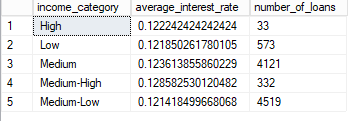 income_category average_interest_rate number_of_loans
1 High 0.122242424242424 33
2 Low 0.121850261780105 573
3 Medium 0.123613855860229 4121
4 Medium-High 0.128582530120482 332
5 Medium-Low 0.121418499668068 4519